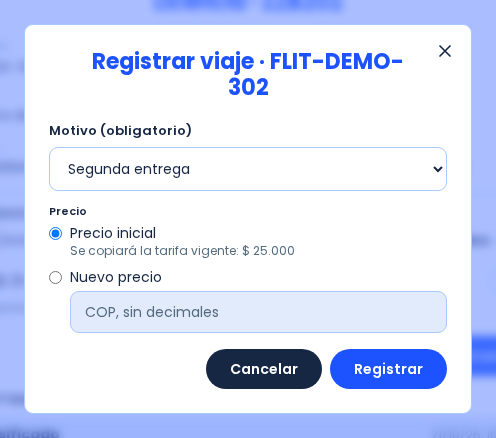 Registrar viaje · FLIT-DEMO-
302
Motivo (obligatorio)
Segunda entrega
Precio
Precio inicial
Se copiará la tarifa vigente: $ 25.000
Nuevo precio
COP, sin decimales
Cancelar
Registrar